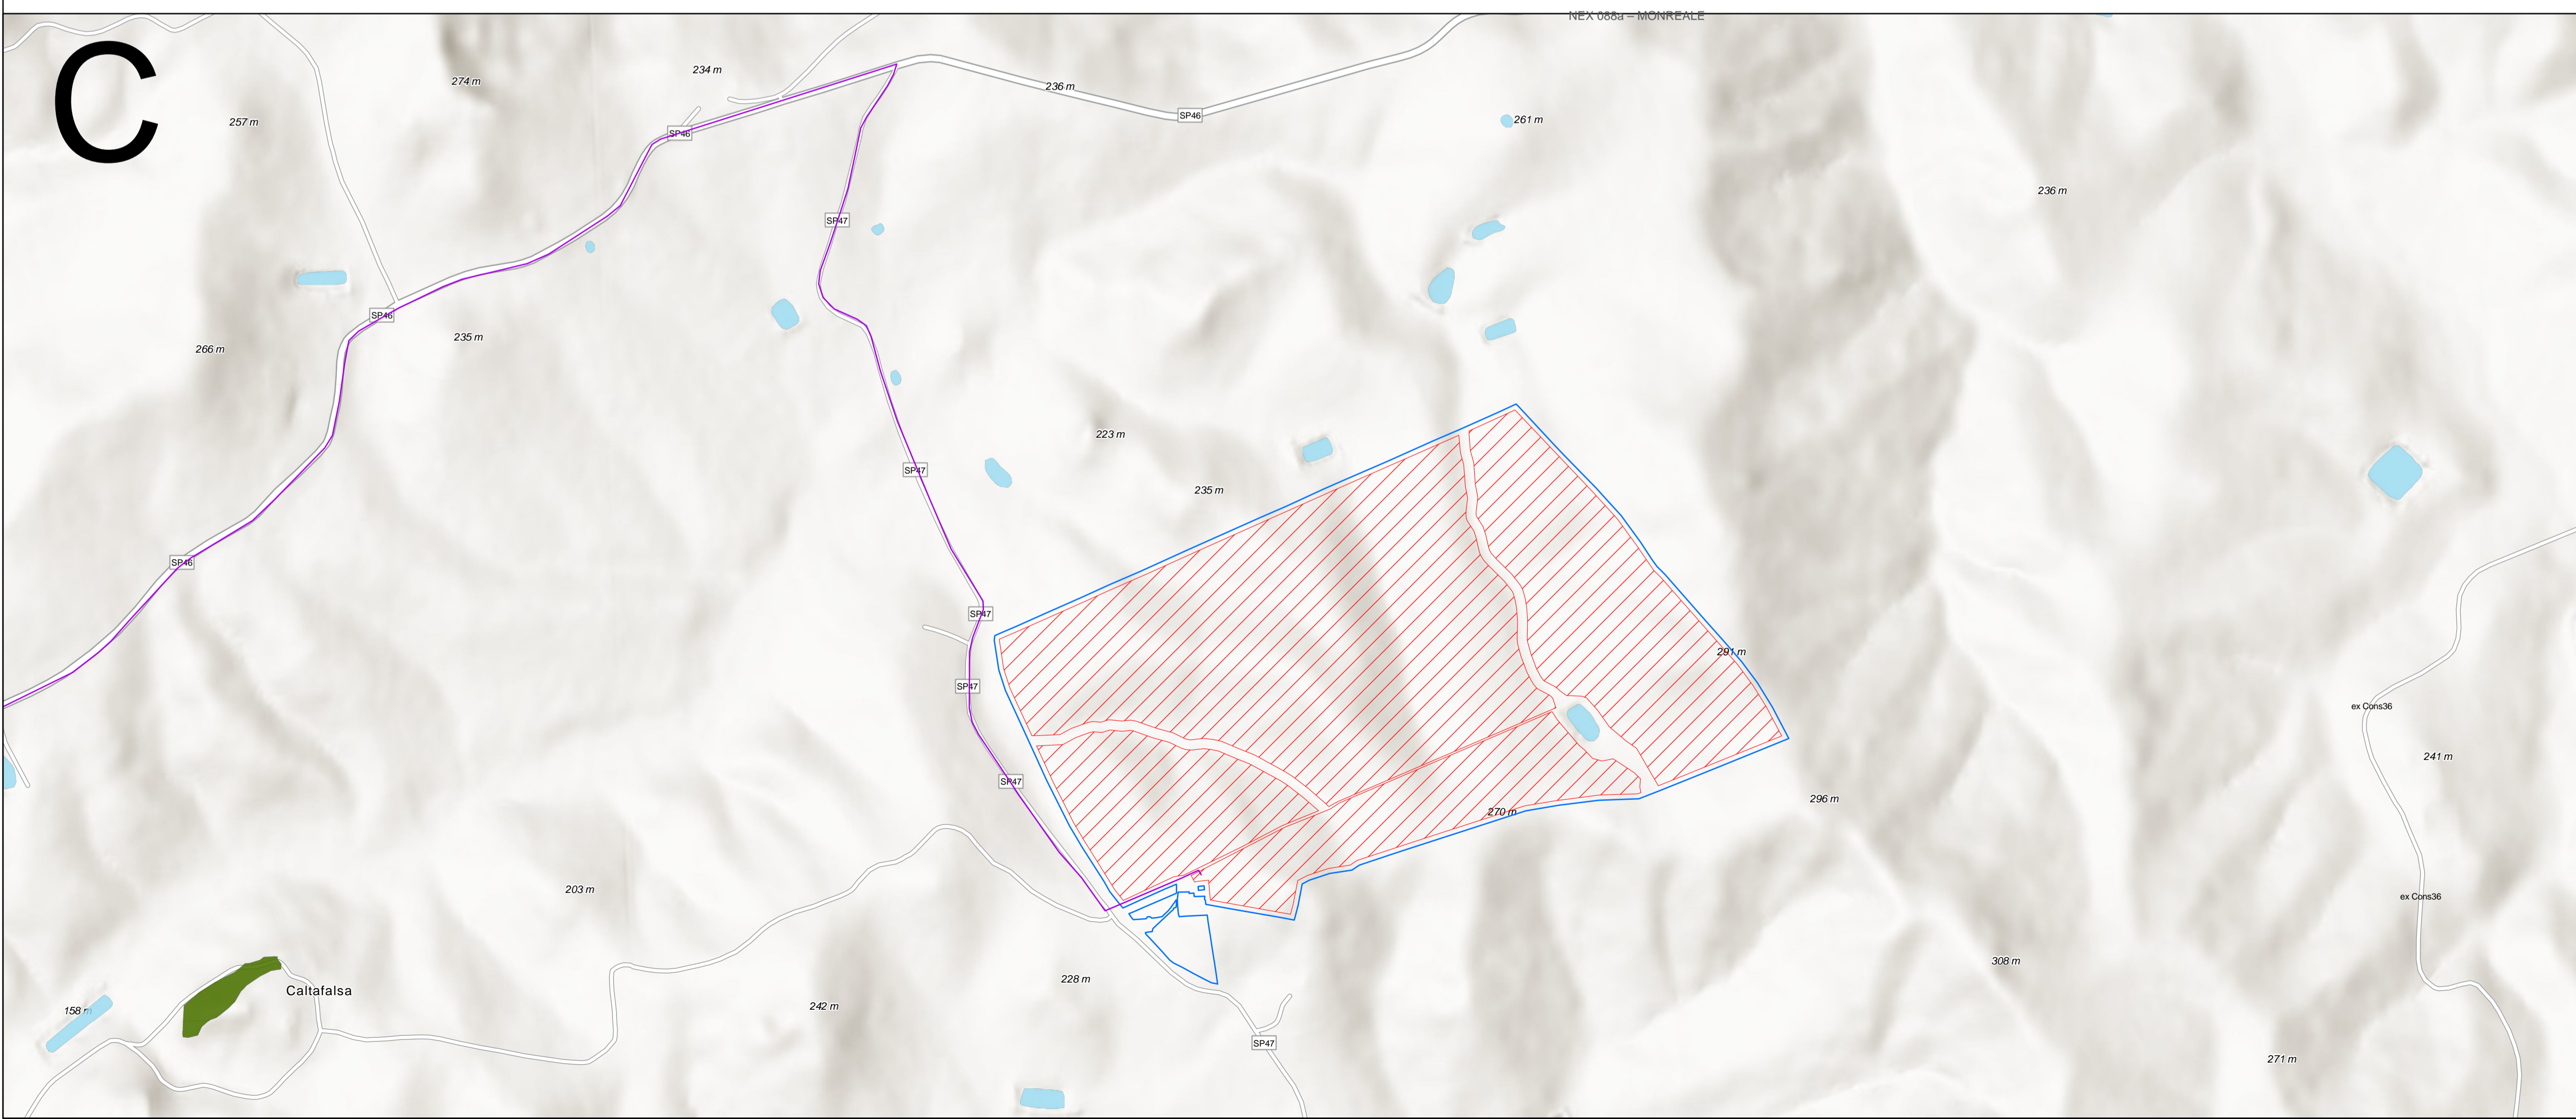 NEX 088a – MONREALE
C
274 m
234 m
236 m
SP46
261 m
257 m
SP46
236 m
SP47
SP46
235 m
266 m
223 m
SP47
235 m
SP46
SP47
291 m
SP47
ex Cons36
241 m
SP47
296 m
270 m
203 m
ex Cons36
308 m
228 m
Caltafalsa
242 m
158 m
SP47
271 m